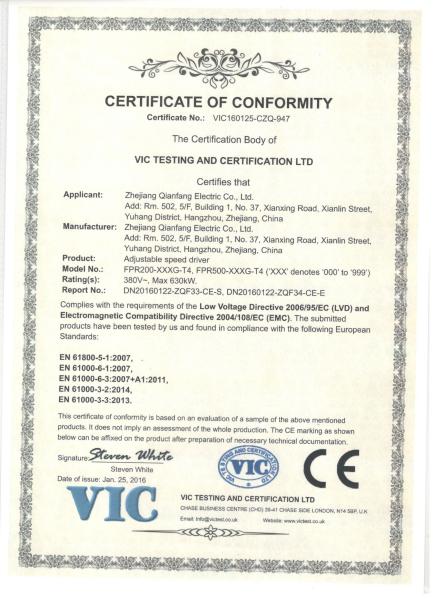 CERTIFICATE OF CONFORMITY
Certificate No.: VIC160125-CZQ-947
The Certification Body of
VIC TESTING AND CERTIFICATION LTD
Certifies that
Applicant: Zhejiang Qianfang Electric Co., Ltd.
Add: Rm. 502, 5/F, Building 1, No. 37, Xianxing Road, Xianlin Street,
Yuhang District, Hangzhou, Zhejiang, China
Manufacturer: Zhejiang Qianfang Electric Co., Ltd.
Add: Rm. 502, 5/F, Building 1, No. 37, Xianxing Road, Xianlin Street,
Yuhang District, Hangzhou, Zhejiang, China
Product: Adjustable speed driver
Model No.: FPR200-XXXG-T4, FPR500-XXXG-T4 ('XXX' denotes '000' to '999')
Rating(s): 380V~, Max 630kW.
Report No.: DN20160122-ZQF33-CE-S, DN20160122-ZQF34-CE-E
Complies with the requirements of the Low Voltage Directive 2006/95/EC (LVD) and
Electromagnetic Compatibility Directive 2004/108/EC (EMC). The submitted
products have been tested by us and found in compliance with the following European
Standards:
EN 61800-5-1:2007,
EN 61000-6-1:2007,
EN 61000-6-3:2007+A1:2011,
EN 61000-3-2:2014,
EN 61000-3-3:2013.
This certificate of conformity is based on an evaluation of a sample of the above mentioned
products. It does not imply an assessment of the whole production. The CE marking as shown
below can be affixed on the product after preparation of necessary technical documentation.
Signature: Steven White
Steven White
Date of issue: Jan. 25, 2016
VIC
CE
VIC
VIC TESTING AND CERTIFICATION LTD
CHASE BUSINESS CENTRE (CHD) 39-41 CHASE SIDE LONDON, N14 5BP, U.K
Email: Info@victest.co.uk Website: www.victest.co.uk